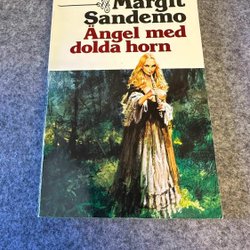 Margit
Sandemo
Ängel med
dolda horn